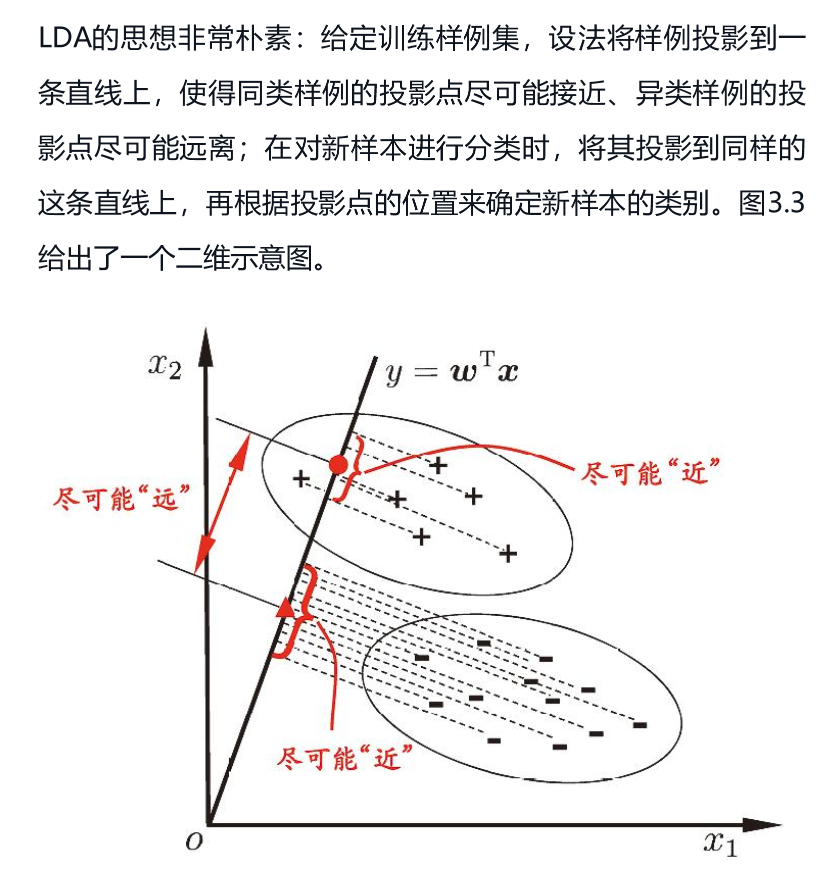 LDA的思想非常朴素：给定训练样例集，设法将样例投影到一
条直线上，使得同类样例的投影点尽可能接近、异类样例的投
影点尽可能远离；在对新样本进行分类时，将其投影到同样的
这条直线上，再根据投影点的位置来确定新样本的类别。图3.3
给出了一个二维示意图。
x₂
y = wᵀx
尽可能“近”
尽可能“远”
尽可能“近”
O
x₁